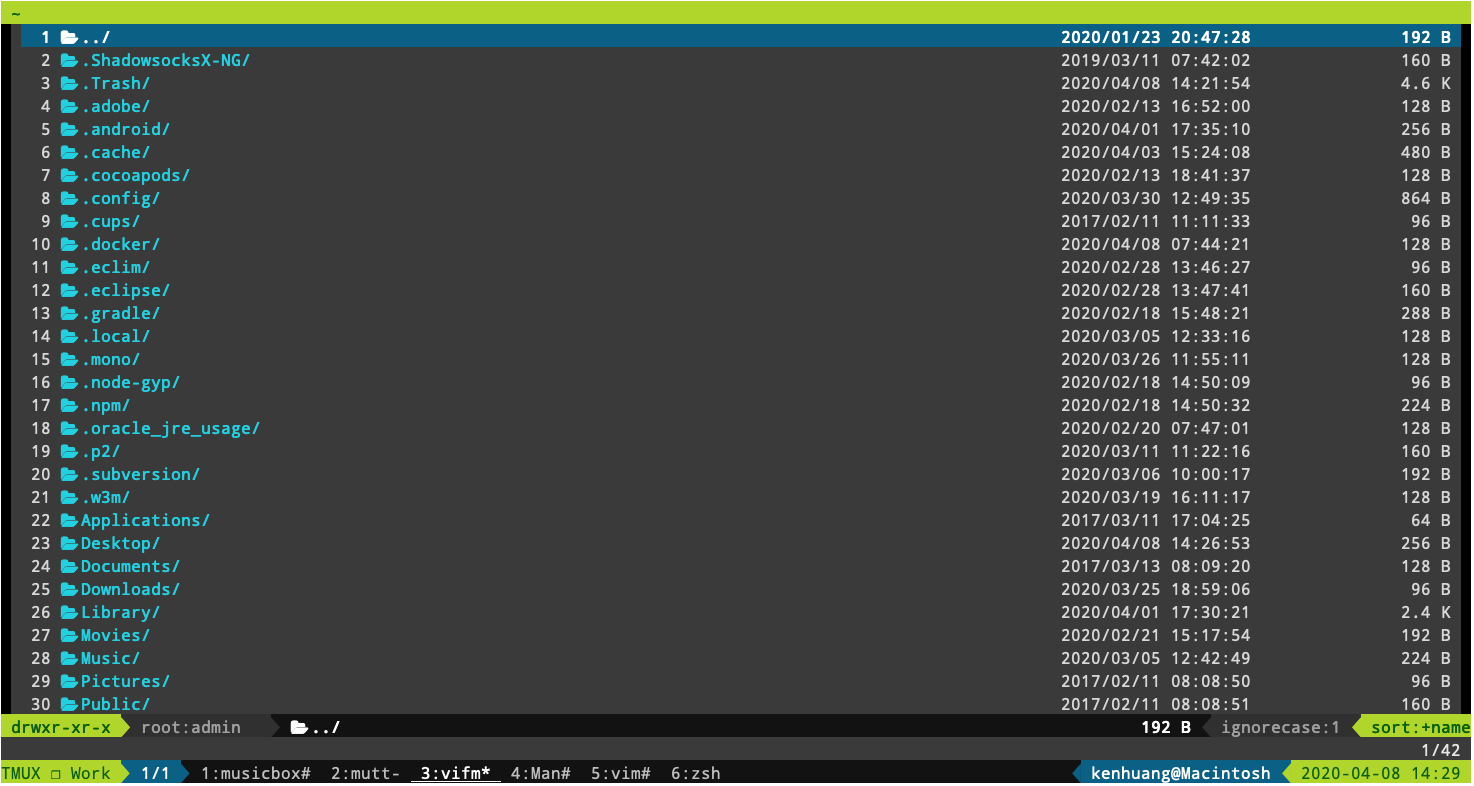 ~
1 ../ 2020/01/23 20:47:28 192 B
2 .ShadowsocksX-NG/ 2019/03/11 07:42:02 160 B
3 .Trash/ 2020/04/08 14:21:54 4.6 K
4 .adobe/ 2020/02/13 16:52:00 128 B
5 .android/ 2020/04/01 17:35:10 256 B
6 .cache/ 2020/04/03 15:24:08 480 B
7 .cocoapods/ 2020/02/13 18:41:37 128 B
8 .config/ 2020/03/30 12:49:35 864 B
9 .cups/ 2017/02/11 11:11:33 96 B
10 .docker/ 2020/04/08 07:44:21 128 B
11 .eclim/ 2020/02/28 13:46:27 96 B
12 .eclipse/ 2020/02/28 13:47:41 160 B
13 .gradle/ 2020/02/18 15:48:21 288 B
14 .local/ 2020/03/05 12:33:16 128 B
15 .mono/ 2020/03/26 11:55:11 128 B
16 .node-gyp/ 2020/02/18 14:50:09 96 B
17 .npm/ 2020/02/18 14:50:32 224 B
18 .oracle_jre_usage/ 2020/02/20 07:47:01 128 B
19 .p2/ 2020/03/11 11:22:16 160 B
20 .subversion/ 2020/03/06 10:00:17 192 B
21 .w3m/ 2020/03/19 16:11:17 128 B
22 Applications/ 2017/03/11 17:04:25 64 B
23 Desktop/ 2020/04/08 14:26:53 256 B
24 Documents/ 2017/03/13 08:09:20 128 B
25 Downloads/ 2020/03/25 18:59:06 96 B
26 Library/ 2020/04/01 17:30:21 2.4 K
27 Movies/ 2020/02/21 15:17:54 192 B
28 Music/ 2020/03/05 12:42:49 224 B
29 Pictures/ 2017/02/11 08:08:50 96 B
30 Public/ 2017/02/11 08:08:51 160 B
drwxr-xr-x root:admin ../ 192 B ignorecase:1 sort:+name
1/42
TMUX ❐ Work 1/1 1:musicbox# 2:mutt- 3:vifm* 4:Man# 5:vim# 6:zsh kenhuang@Macintosh 2020-04-08 14:29